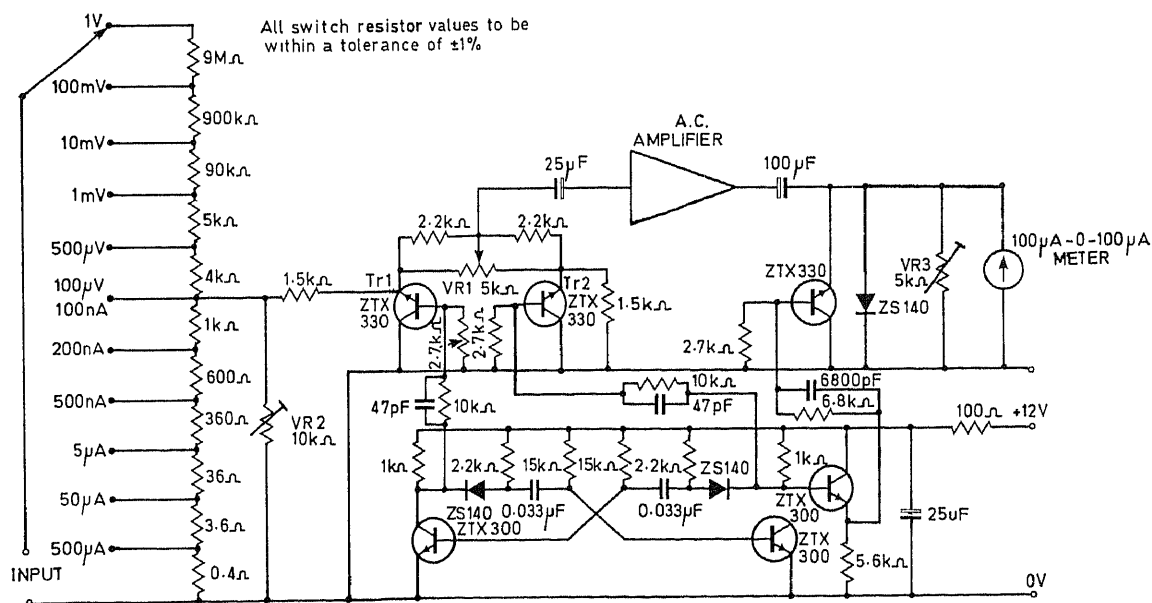 1V
All switch resistor values to be
within a tolerance of ±1%
9MΩ
100mV
900kΩ
10mV
90kΩ
1mV
5kΩ
500µV
4kΩ
100µV
100nA
1kΩ
200nA
600Ω
500nA
360Ω
5µA
36Ω
50µA
3.6Ω
500µA
0.4Ω
INPUT
VR2
10kΩ
1.5kΩ
A.C.
AMPLIFIER
25µF
100µF
2.2kΩ
2.2kΩ
Tr1
VR1 5kΩ
Tr2
ZTX
330
ZTX
330
2.7kΩ
2.7kΩ
1.5kΩ
ZTX330
2.7kΩ
ZS140
VR3
5kΩ
100µA-0-100µA
METER
47pF
10kΩ
10kΩ
47pF
6800pF
6.8kΩ
100Ω
+12V
1kΩ
2.2kΩ
15kΩ
15kΩ
2.2kΩ
ZS140
1kΩ
ZS140
0.033µF
0.033µF
ZTX300
ZTX
300
ZTX
300
25uF
5.6kΩ
0V